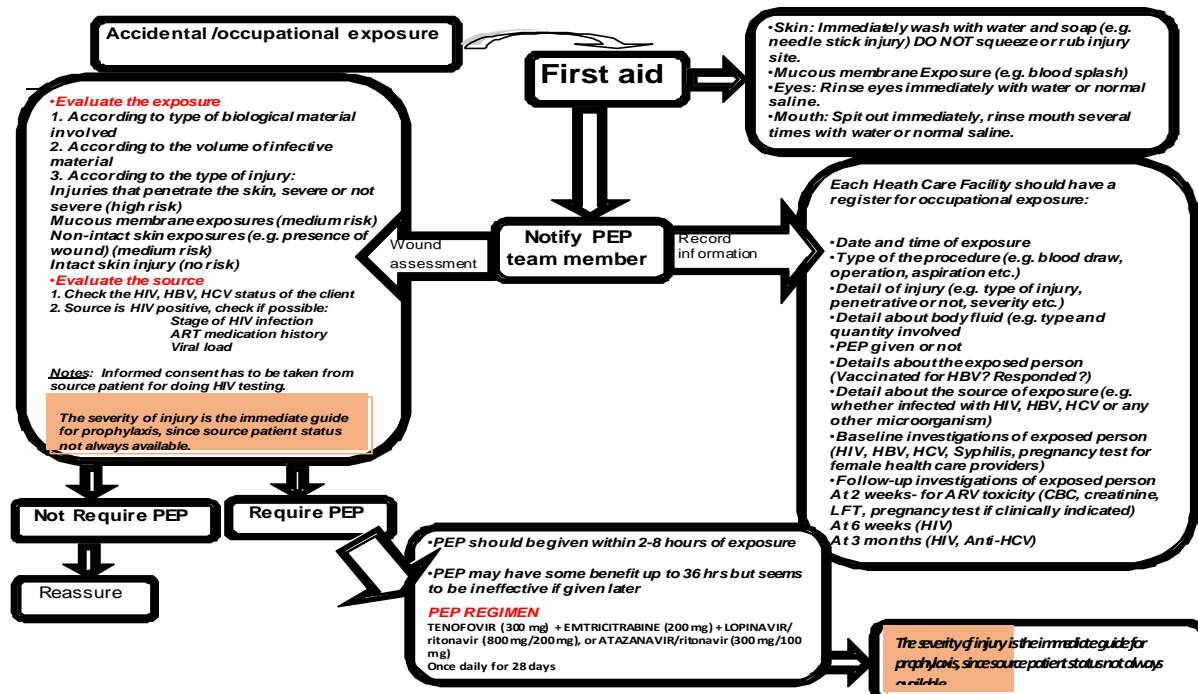 Accidental /occupational exposure
First aid
•Skin: Immediately wash with water and soap (e.g.
needle stick injury) DO NOT squeeze or rub injury
site.
•Mucous membrane Exposure (e.g. blood splash)
•Eyes: Rinse eyes immediately with water or normal
saline.
•Mouth: Spit out immediately, rinse mouth several
times with water or normal saline.
•Evaluate the exposure
1. According to type of biological material
involved
2. According to the volume of infective
material
3. According to the type of injury:
Injuries that penetrate the skin, severe or not
severe (high risk)
Mucous membrane exposures (medium risk)
Non-intact skin exposures (e.g. presence of
wound) (medium risk)
Intact skin injury (no risk)
•Evaluate the source
1. Check the HIV, HBV, HCV status of the client
2. Source is HIV positive, check if possible:
Stage of HIV infection
ART medication history
Viral load
Notes: Informed consent has to be taken from
source patient for doing HIV testing.
The severity of injury is the immediate guide
for prophylaxis, since source patient status
not always available.
Wound
assessment
Notify PEP
team member
Record
information
Each Heath Care Facility should have a
register for occupational exposure:
•Date and time of exposure
•Type of the procedure (e.g. blood draw,
operation, aspiration etc.)
•Detail of injury (e.g. type of injury,
penetrative or not, severity etc.)
•Detail about body fluid (e.g. type and
quantity involved
•PEP given or not
•Details about the exposed person
(Vaccinated for HBV? Responded?)
•Detail about the source of exposure (e.g.
whether infected with HIV, HBV, HCV or any
other microorganism)
•Baseline investigations of exposed person
(HIV, HBV, HCV, Syphilis, pregnancy test for
female health care providers)
•Follow-up investigations of exposed person
At 2 weeks- for ARV toxicity (CBC, creatinine,
LFT, pregnancy test if clinically indicated)
At 6 weeks (HIV)
At 3 months (HIV, Anti-HCV)
Not Require PEP
Require PEP
Reassure
•PEP should be given within 2-8 hours of exposure
•PEP may have some benefit up to 36 hrs but seems
to be ineffective if given later
PEP REGIMEN
TENOFOVIR (300 mg) + EMTRICITRABINE (200 mg) + LOPINAVIR/
ritonavir (800 mg/200 mg), or ATAZANAVIR/ritonavir (300 mg/100
mg)
Once daily for 28 days
The severity of injury is the immediate guide for
prophylaxis, since source patient status not always
available